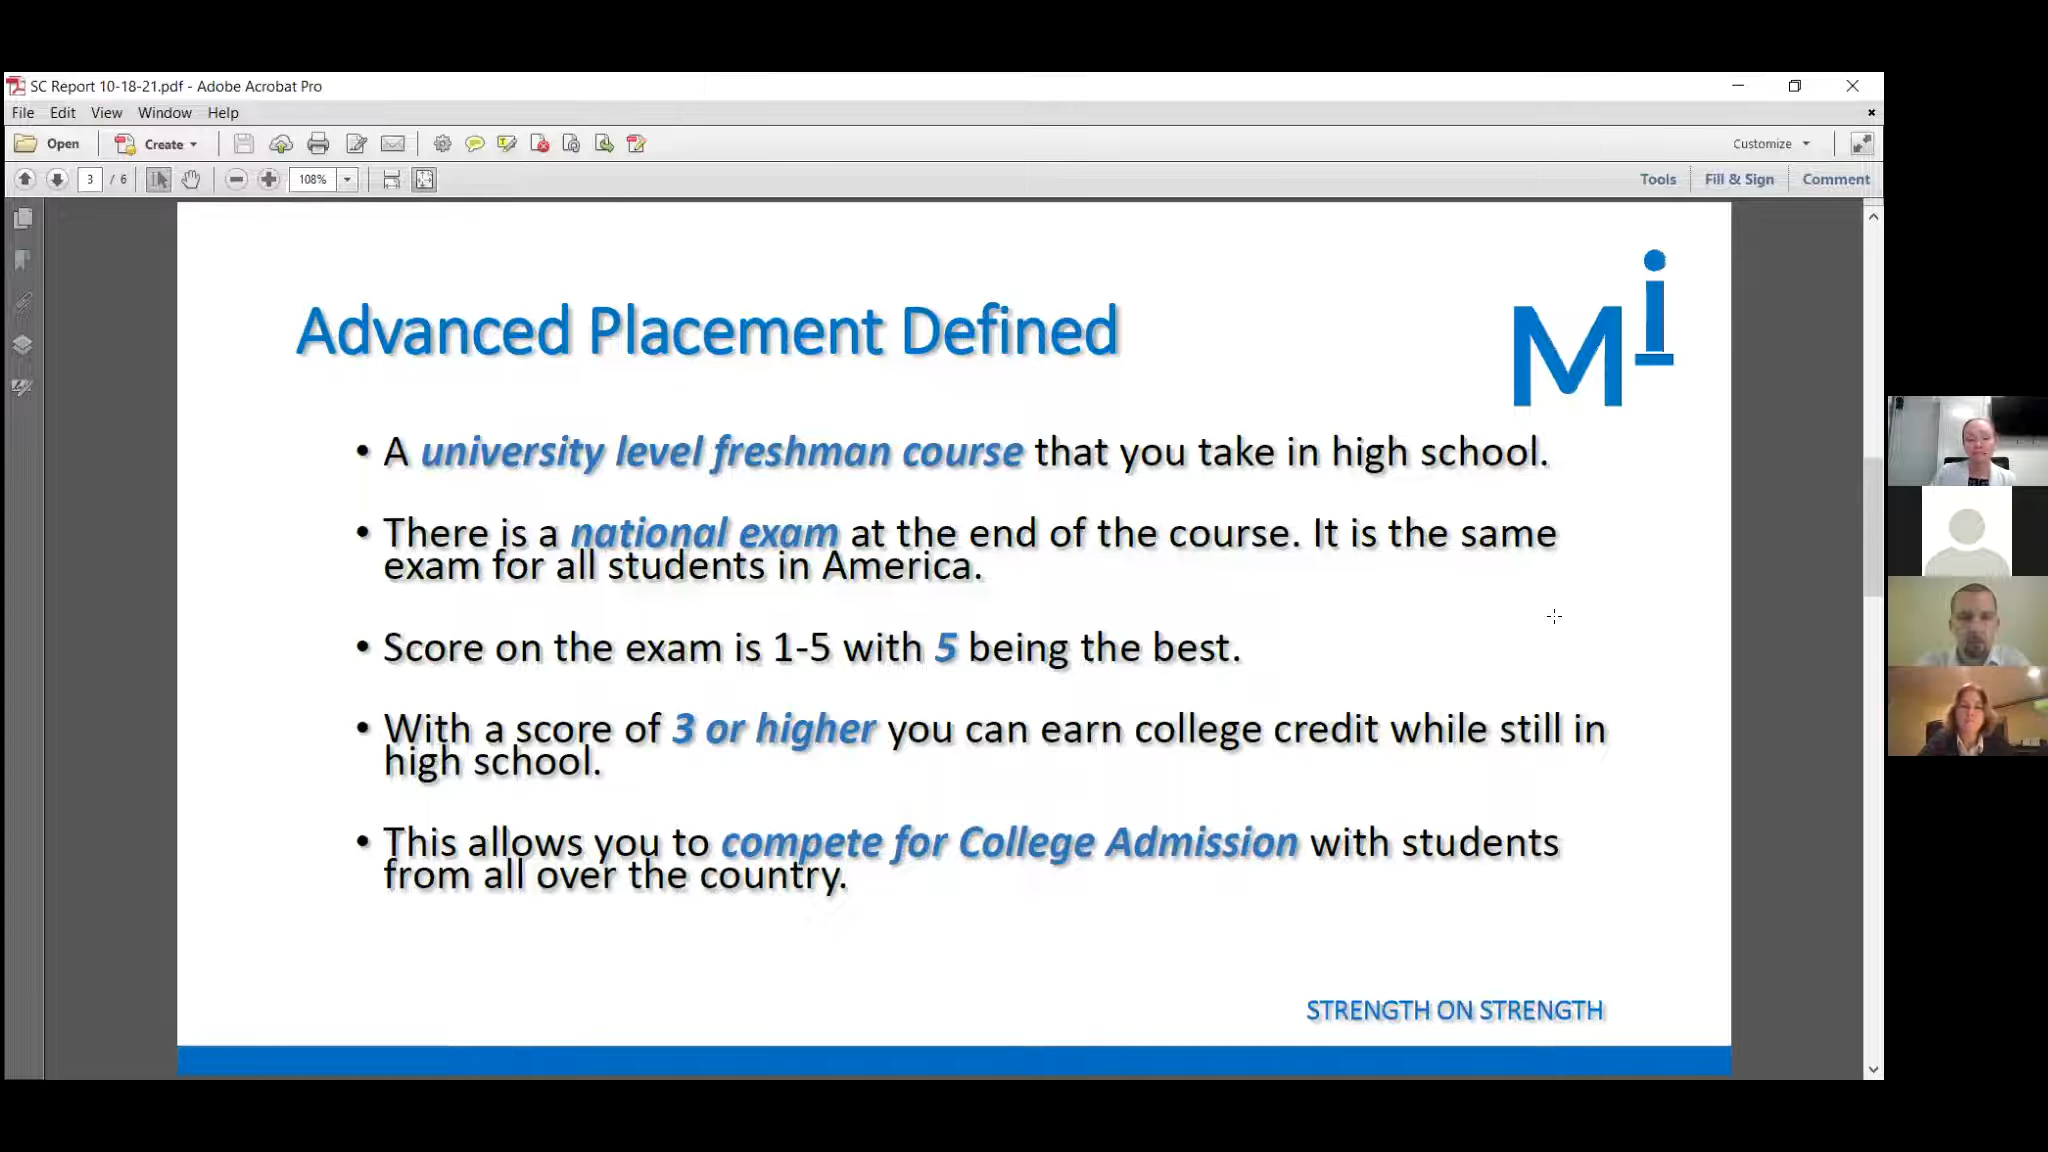 SC Report 10-18-21.pdf - Adobe Acrobat Pro
File Edit View Window Help
Open Create Customize
3 / 6 108% Tools Fill & Sign Comment
Mi
Advanced Placement Defined
• A university level freshman course that you take in high school.
• There is a national exam at the end of the course. It is the same
exam for all students in America.
• Score on the exam is 1-5 with 5 being the best.
• With a score of 3 or higher you can earn college credit while still in
high school.
• This allows you to compete for College Admission with students
from all over the country.
STRENGTH ON STRENGTH